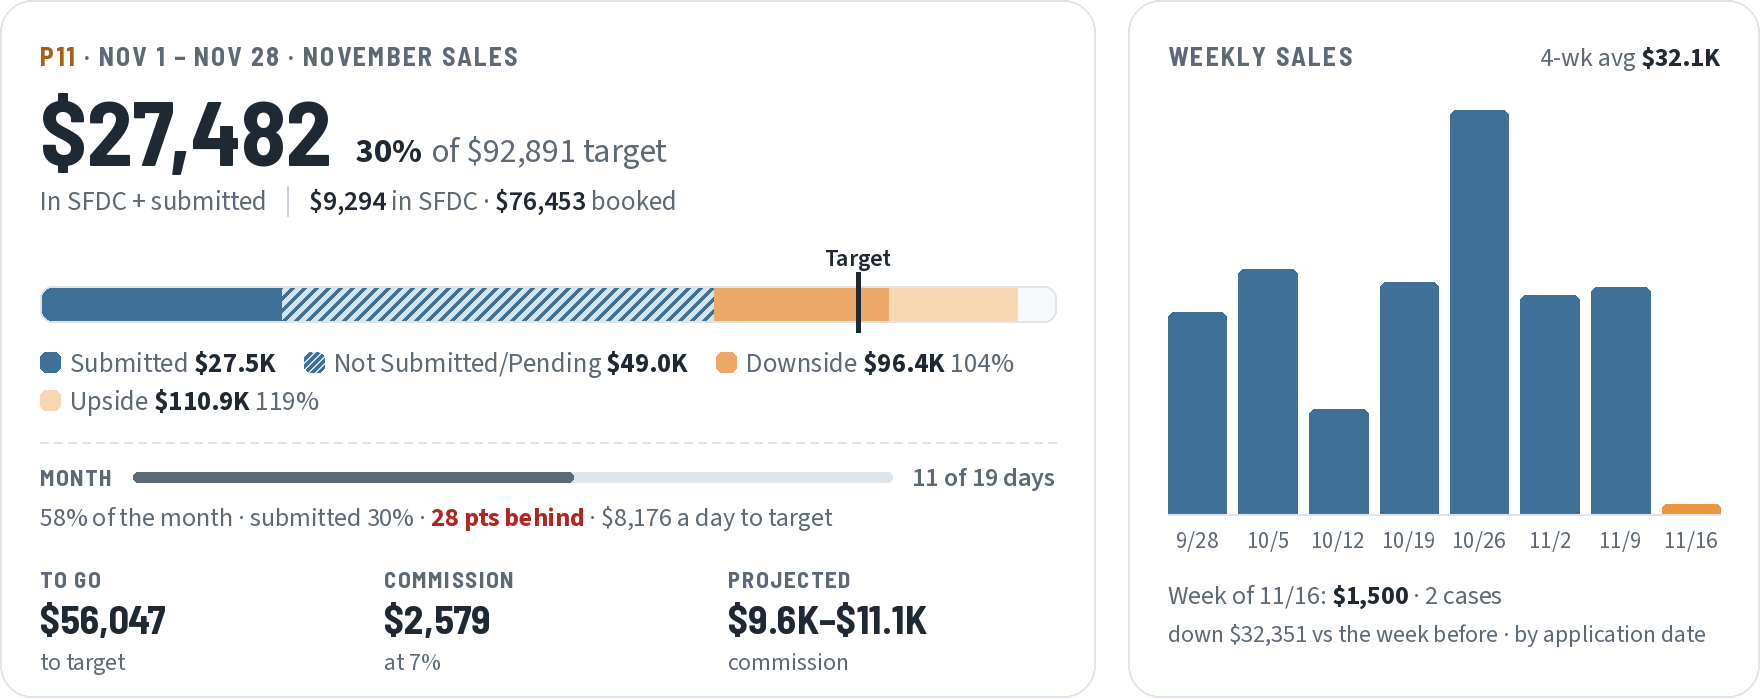 P11 · NOV 1 – NOV 28 · NOVEMBER SALES
$27,482 30% of $92,891 target
In SFDC + submitted $9,294 in SFDC · $76,453 booked
Target
Submitted $27.5K Not Submitted/Pending $49.0K Downside $96.4K 104%
Upside $110.9K 119%
MONTH 11 of 19 days
58% of the month · submitted 30% · 28 pts behind · $8,176 a day to target
TO GO COMMISSION PROJECTED
$56,047 $2,579 $9.6K–$11.1K
to target at 7% commission
WEEKLY SALES 4-wk avg $32.1K
9/28 10/5 10/12 10/19 10/26 11/2 11/9 11/16
Week of 11/16: $1,500 · 2 cases
down $32,351 vs the week before · by application date